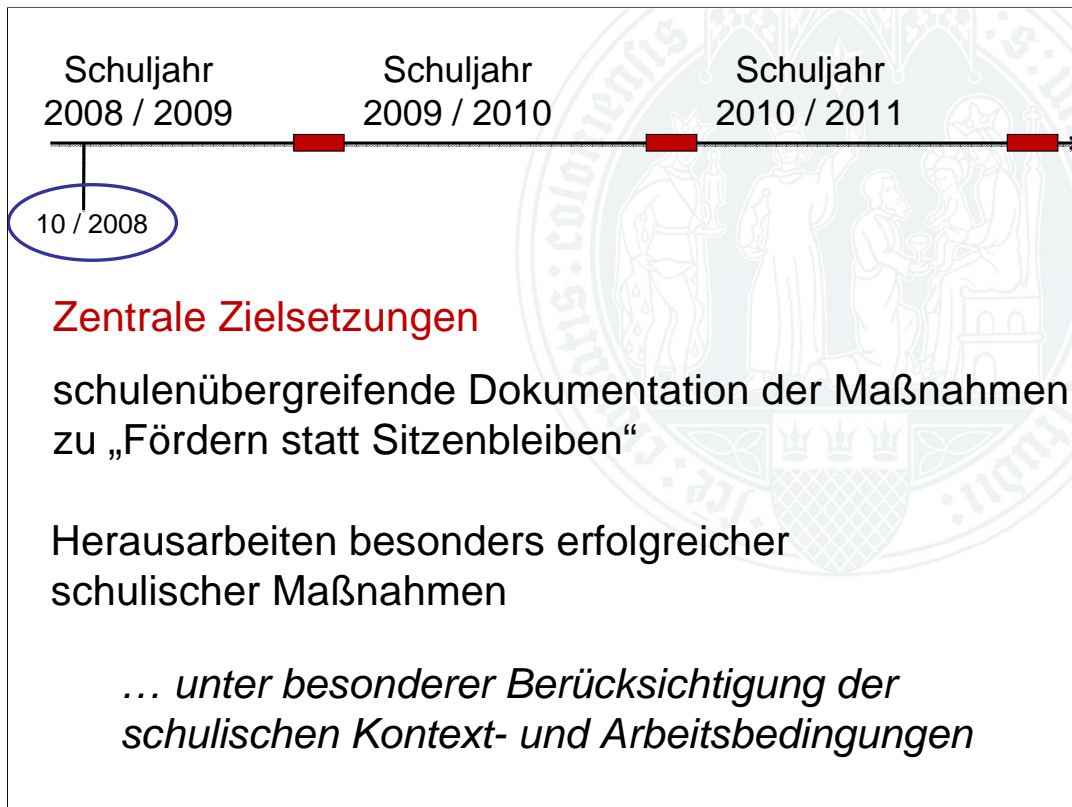 Schuljahr
2008 / 2009
Schuljahr
2009 / 2010
Schuljahr
2010 / 2011
10 / 2008
Zentrale Zielsetzungen
schulenübergreifende Dokumentation der Maßnahmen
zu „Fördern statt Sitzenbleiben“
Herausarbeiten besonders erfolgreicher
schulischer Maßnahmen
… unter besonderer Berücksichtigung der
schulischen Kontext- und Arbeitsbedingungen